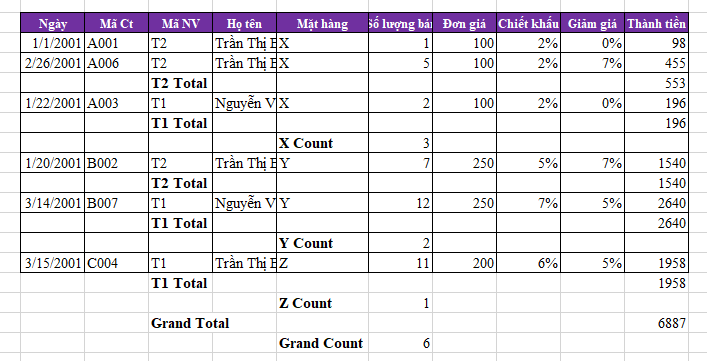 Ngày Mã Ct Mã NV Họ tên Mặt hàng Số lượng bán Đơn giá Chiết khấu Giảm giá Thành tiền
1/1/2001 A001 T2 Trần Thị B X 1 100 2% 0% 98
2/26/2001 A006 T2 Trần Thị B X 5 100 2% 7% 455
T2 Total 553
1/22/2001 A003 T1 Nguyễn V X 2 100 2% 0% 196
T1 Total 196
X Count 3
1/20/2001 B002 T2 Trần Thị B Y 7 250 5% 7% 1540
T2 Total 1540
3/14/2001 B007 T1 Nguyễn V Y 12 250 7% 5% 2640
T1 Total 2640
Y Count 2
3/15/2001 C004 T1 Trần Thị B Z 11 200 6% 5% 1958
T1 Total 1958
Z Count 1
Grand Total 6887
Grand Count 6